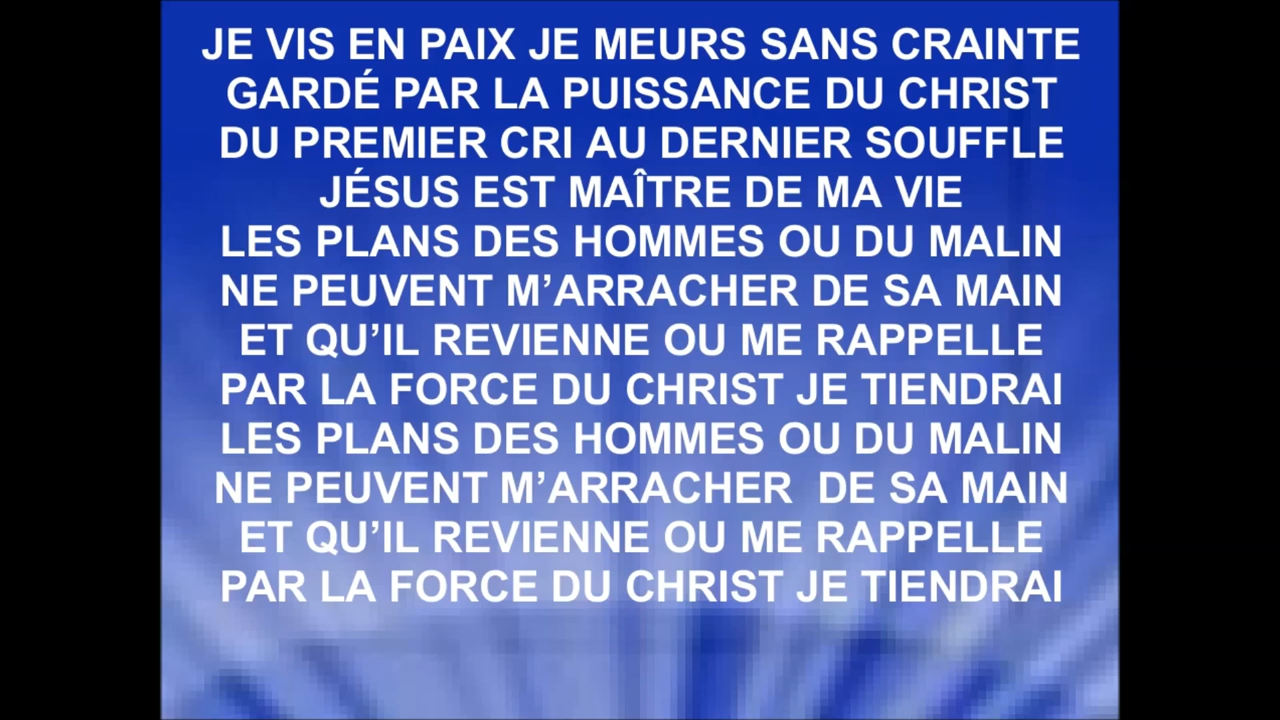 JE VIS EN PAIX JE MEURS SANS CRAINTE
GARDÉ PAR LA PUISSANCE DU CHRIST
DU PREMIER CRI AU DERNIER SOUFFLE
JÉSUS EST MAÎTRE DE MA VIE
LES PLANS DES HOMMES OU DU MALIN
NE PEUVENT M’ARRACHER DE SA MAIN
ET QU’IL REVIENNE OU ME RAPPELLE
PAR LA FORCE DU CHRIST JE TIENDRAI
LES PLANS DES HOMMES OU DU MALIN
NE PEUVENT M’ARRACHER  DE SA MAIN
ET QU’IL REVIENNE OU ME RAPPELLE
PAR LA FORCE DU CHRIST JE TIENDRAI